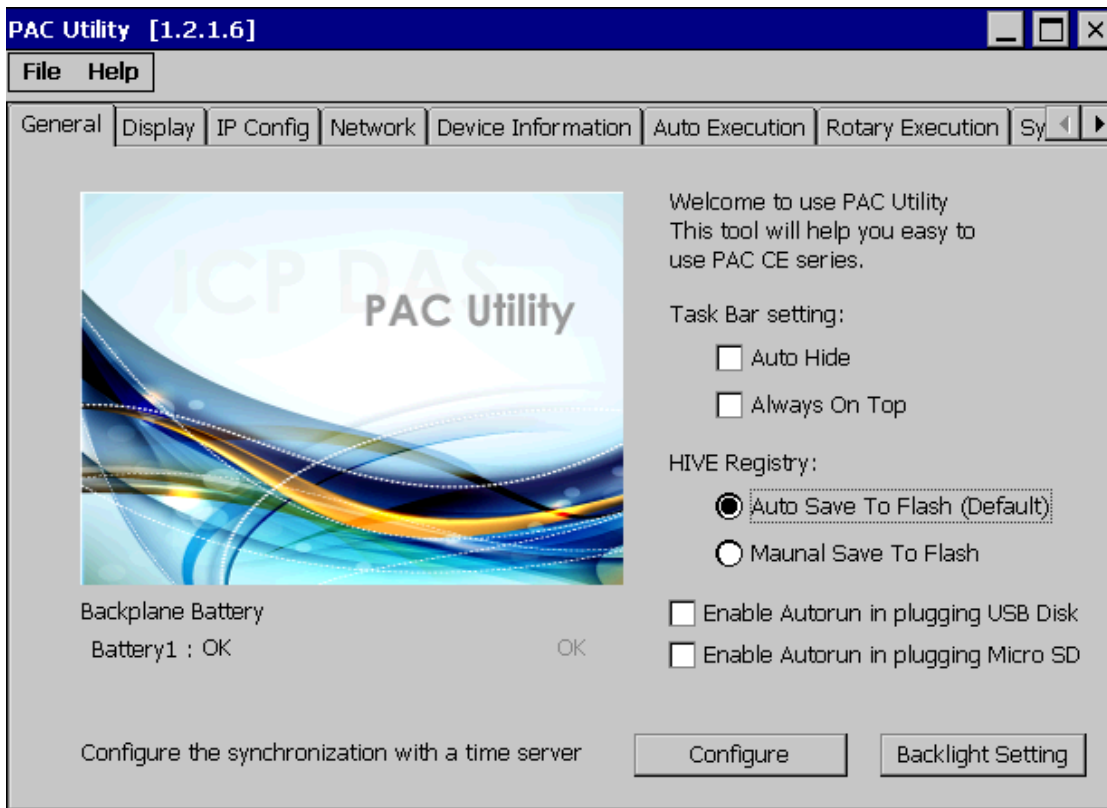 PAC Utility [1.2.1.6]
File Help
General Display IP Config Network Device Information Auto Execution Rotary Execution Sy
ICP DAS
PAC Utility
Welcome to use PAC Utility
This tool will help you easy to
use PAC CE series.
Task Bar setting:
Auto Hide
Always On Top
HIVE Registry:
Auto Save To Flash (Default)
Maunal Save To Flash
Backplane Battery
Battery1 : OK OK
Enable Autorun in plugging USB Disk
Enable Autorun in plugging Micro SD
Configure the synchronization with a time server
Configure
Backlight Setting